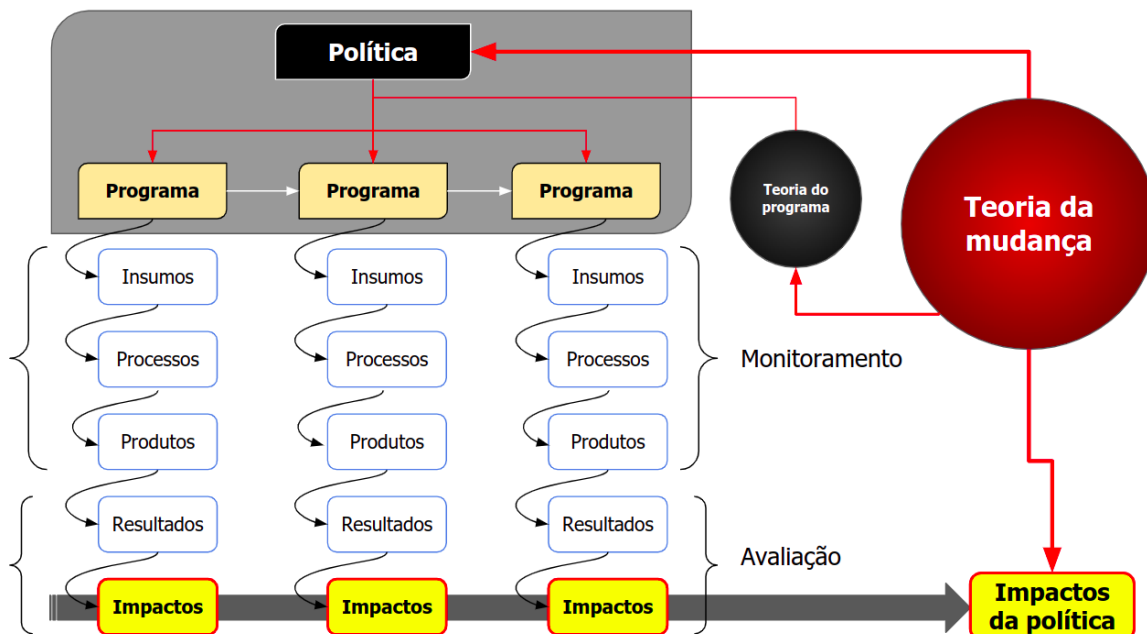 Política
Teoria do
programa
Teoria da
mudança
Programa
Programa
Programa
Insumos
Insumos
Insumos
Processos
Processos
Processos
Monitoramento
Produtos
Produtos
Produtos
Resultados
Resultados
Resultados
Avaliação
Impactos
Impactos
Impactos
Impactos
da política